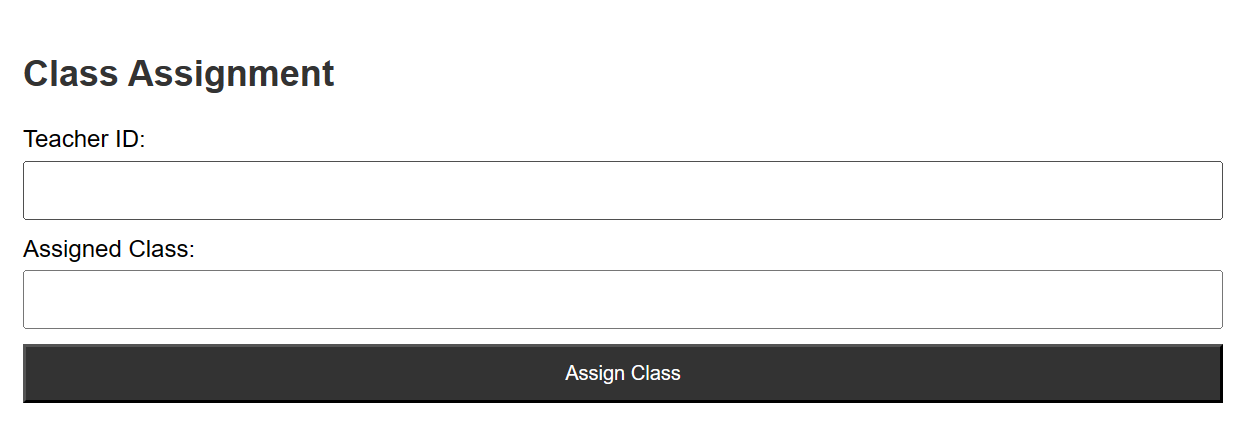 Class Assignment
Teacher ID:
Assigned Class:
Assign Class